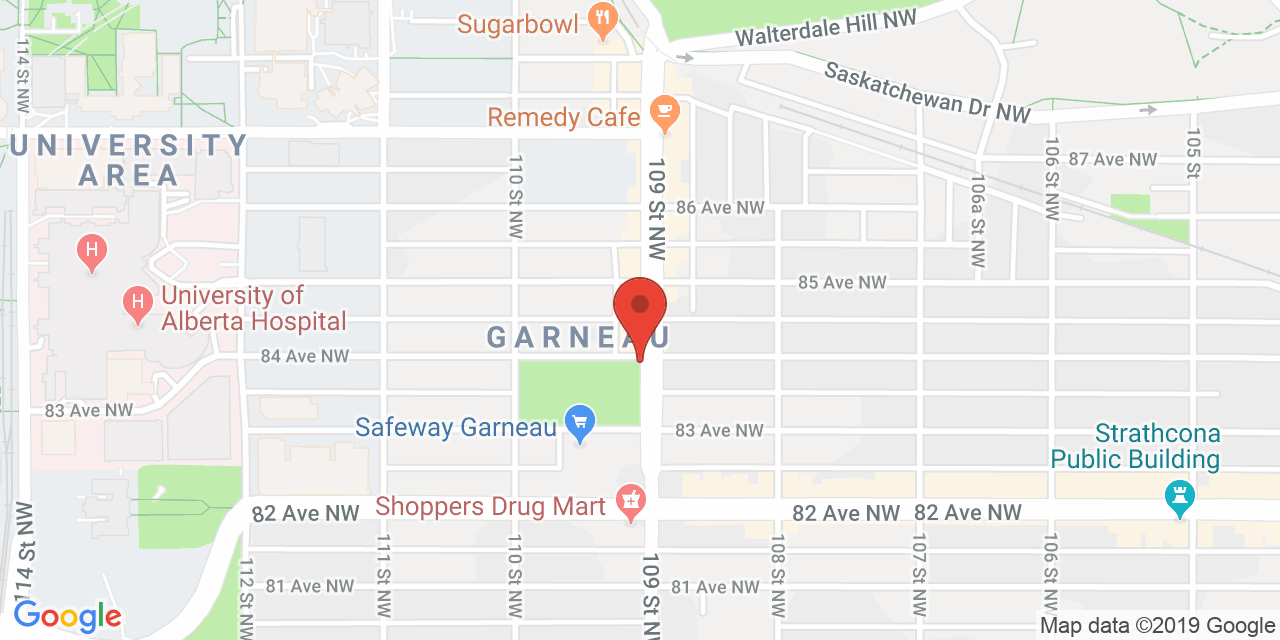 Sugarbowl
Walterdale Hill NW
Saskatchewan Dr NW
114 St NW
Remedy Cafe
UNIVERSITY
AREA
110 St NW
109 St NW
87 Ave NW
106 St NW
105 St
106a St NW
86 Ave NW
H
H
University of
Alberta Hospital
85 Ave NW
GARNEAU
84 Ave NW
83 Ave NW
Safeway Garneau
83 Ave NW
Strathcona
Public Building
Shoppers Drug Mart
82 Ave NW
82 Ave NW
82 Ave NW
114 St NW
112 St NW
111 St NW
110 St NW
109 St NW
108 St NW
107 St NW
106 St NW
81 Ave NW
81 Ave NW
Google
Map data ©2019 Google